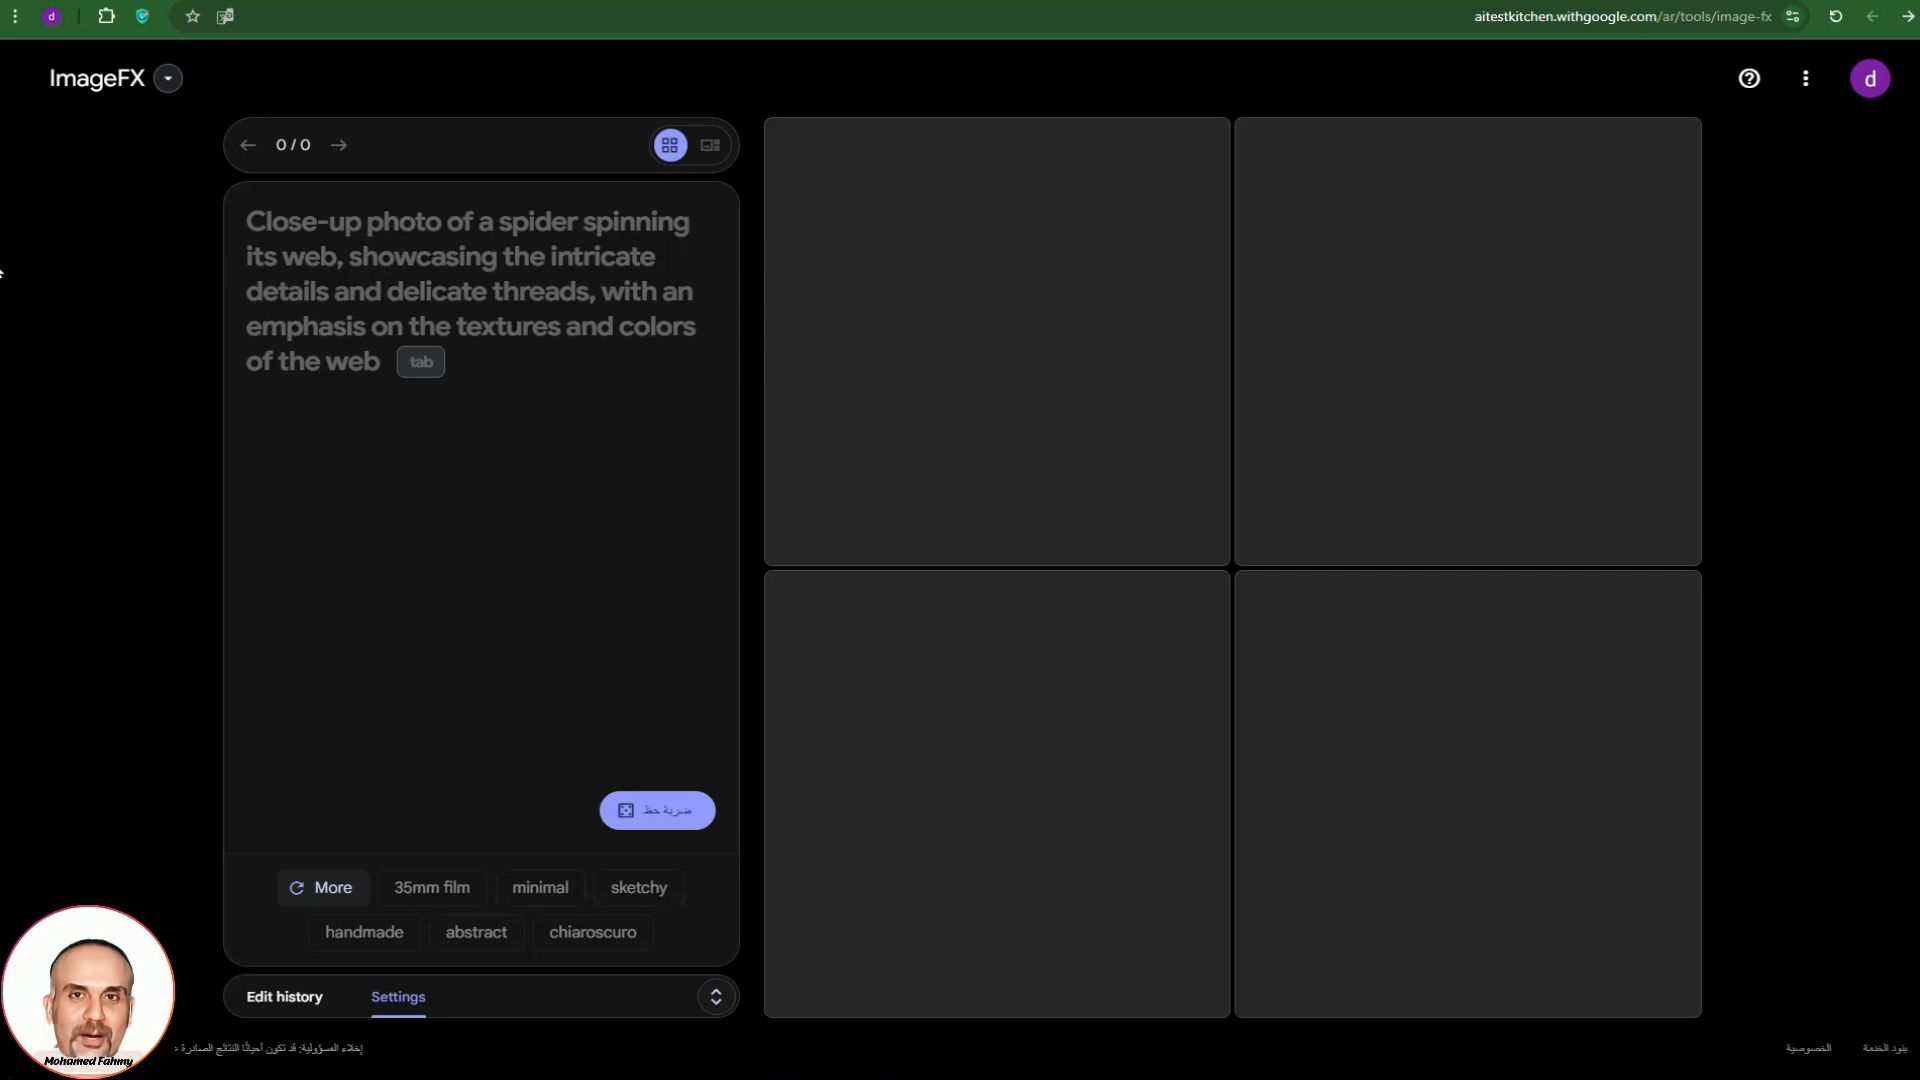 d
aitestkitchen.withgoogle.com/ar/tools/image-fx
ImageFX
d
0 / 0
Close-up photo of a spider spinning
its web, showcasing the intricate
details and delicate threads, with an
emphasis on the textures and colors
of the web tab
ضربة حظ
More 35mm film minimal sketchy
handmade abstract chiaroscuro
Edit history Settings
Mohamed Fahmy
إخلاء المسؤولية: قد تكون أحيانًا النتائج الصادرة
الخصوصية
بنود الخدمة